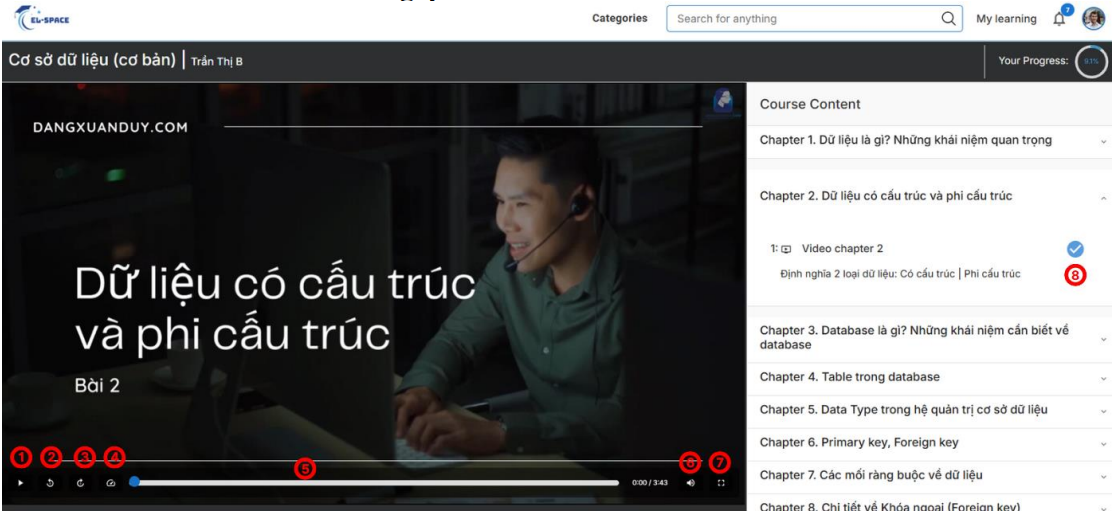 EL-SPACE
Categories
Search for anything
My learning
7
Cơ sở dữ liệu (cơ bản) | Trần Thị B
Your Progress:
9.1%
DANGXUANDUY.COM
Dữ liệu có cấu trúc
và phi cấu trúc
Bài 2
1 2 3 4 5 6 7
0:00 / 3:43
Course Content
Chapter 1. Dữ liệu là gì? Những khái niệm quan trọng
Chapter 2. Dữ liệu có cấu trúc và phi cấu trúc
1: Video chapter 2
Định nghĩa 2 loại dữ liệu: Có cấu trúc | Phi cấu trúc
8
Chapter 3. Database là gì? Những khái niệm cần biết về
database
Chapter 4. Table trong database
Chapter 5. Data Type trong hệ quản trị cơ sở dữ liệu
Chapter 6. Primary key, Foreign key
Chapter 7. Các mối ràng buộc về dữ liệu
Chapter 8. Chi tiết về Khóa ngoại (Foreign key)